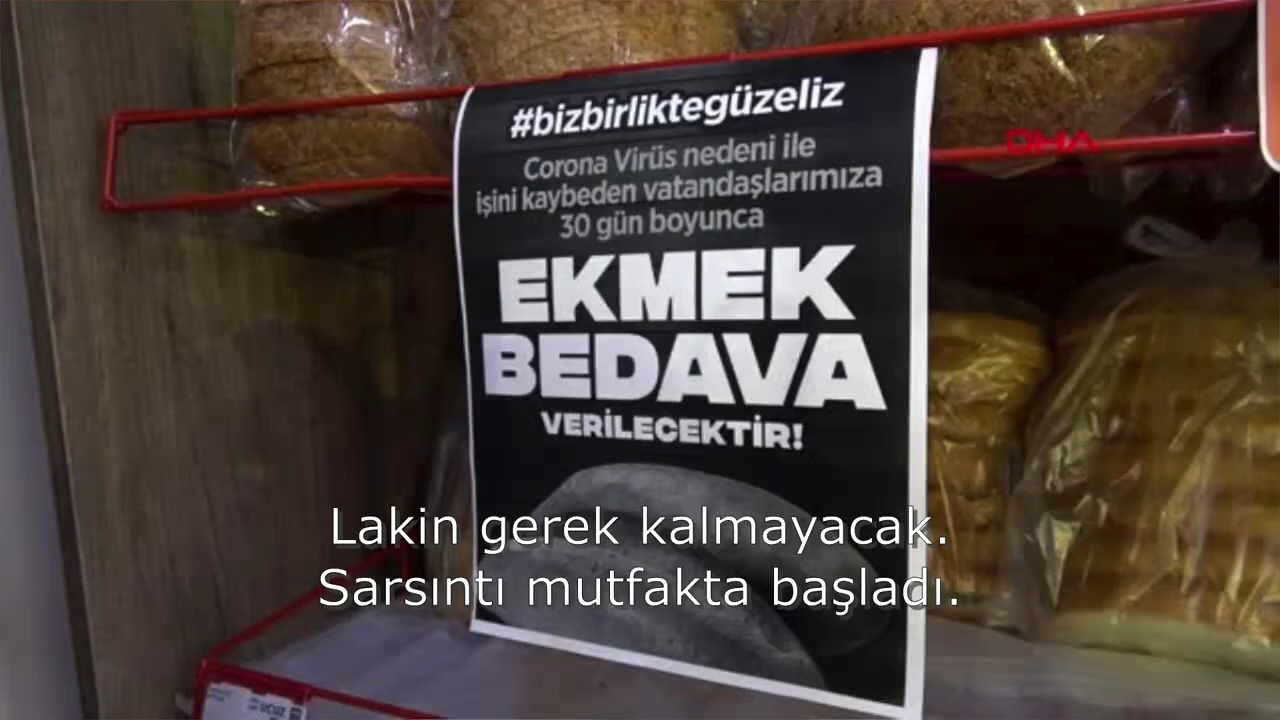 #bizbirliktegüzeliz
Corona Virüs nedeni ile
işini kaybeden vatandaşlarımıza
30 gün boyunca
EKMEK
BEDAVA
VERİLECEKTİR!
DHA
Lakin gerek kalmayacak.
Sarsıntı mutfakta başladı.
ucuz